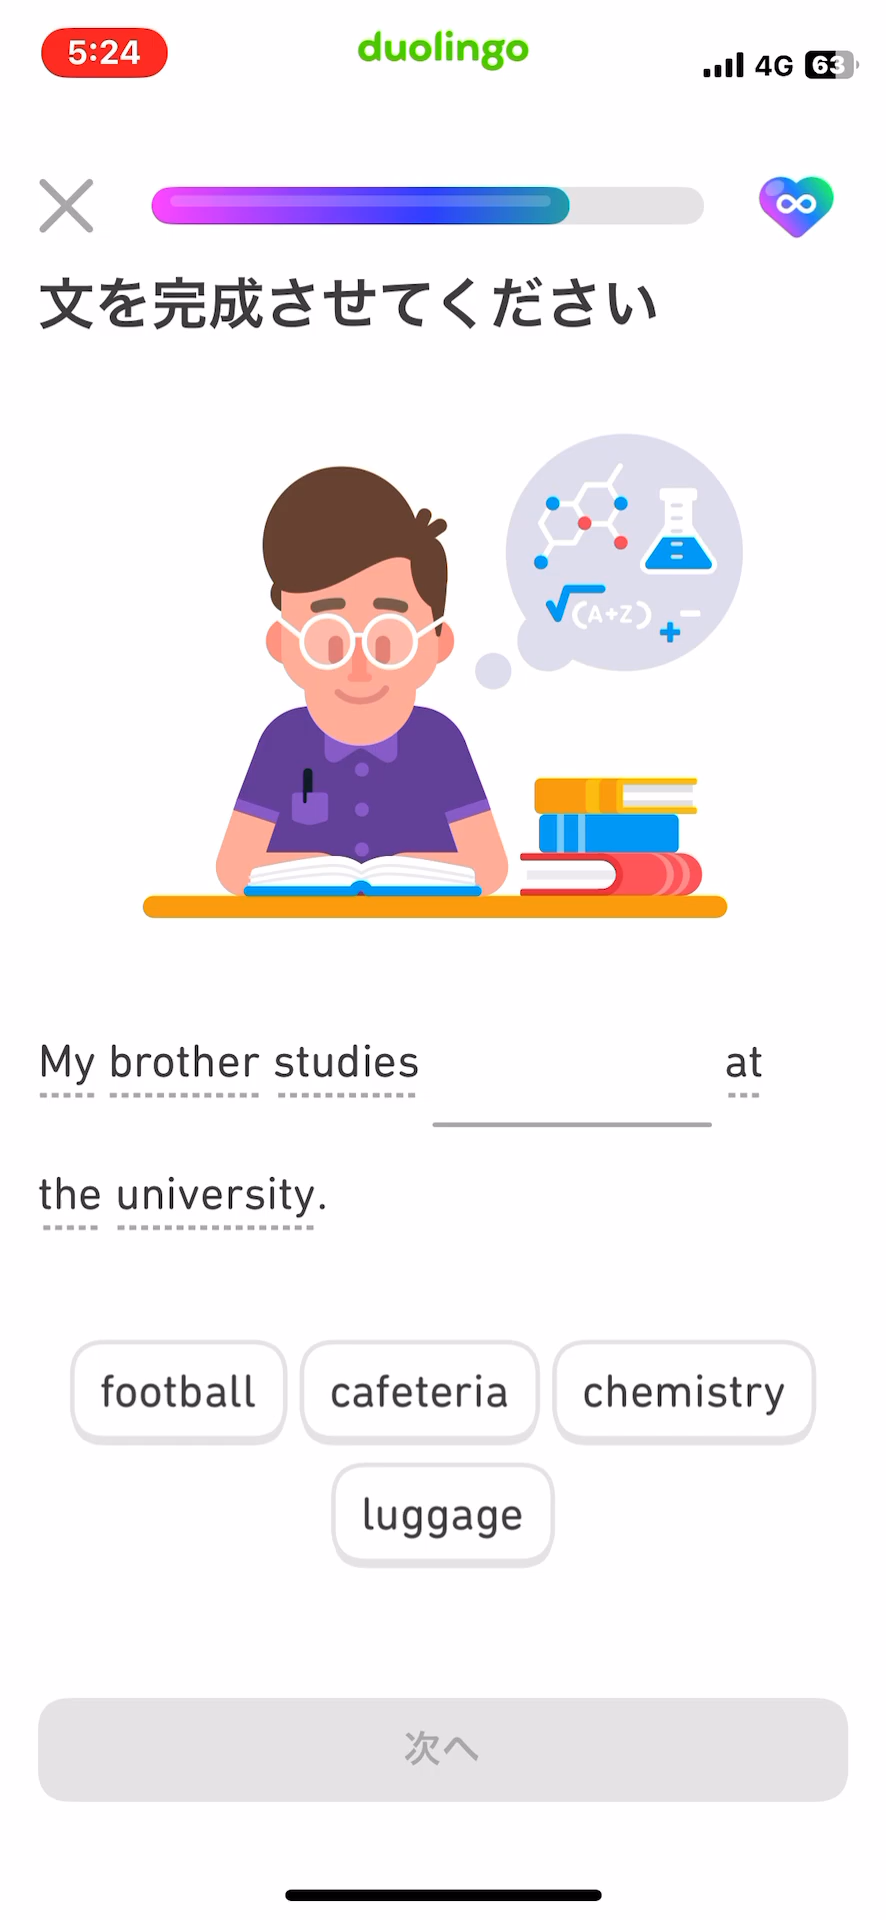 5:24
duolingo
4G
63
文を完成させてください
√(A+Z)
+ −
My brother studies ______ at
the university.
football
cafeteria
chemistry
luggage
次へ